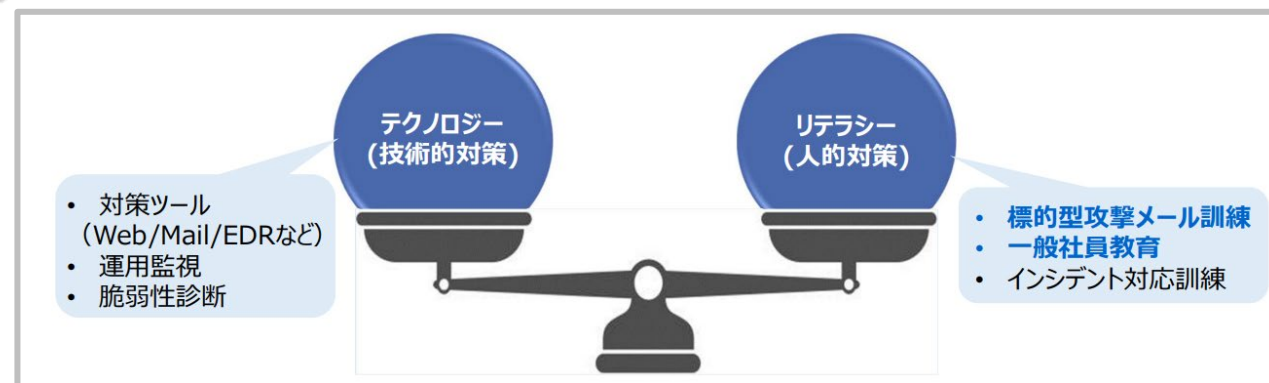 テクノロジー
(技術的対策)
リテラシー
(人的対策)
• 対策ツール
（Web/Mail/EDRなど）
• 運用監視
• 脆弱性診断
• 標的型攻撃メール訓練
• 一般社員教育
• インシデント対応訓練